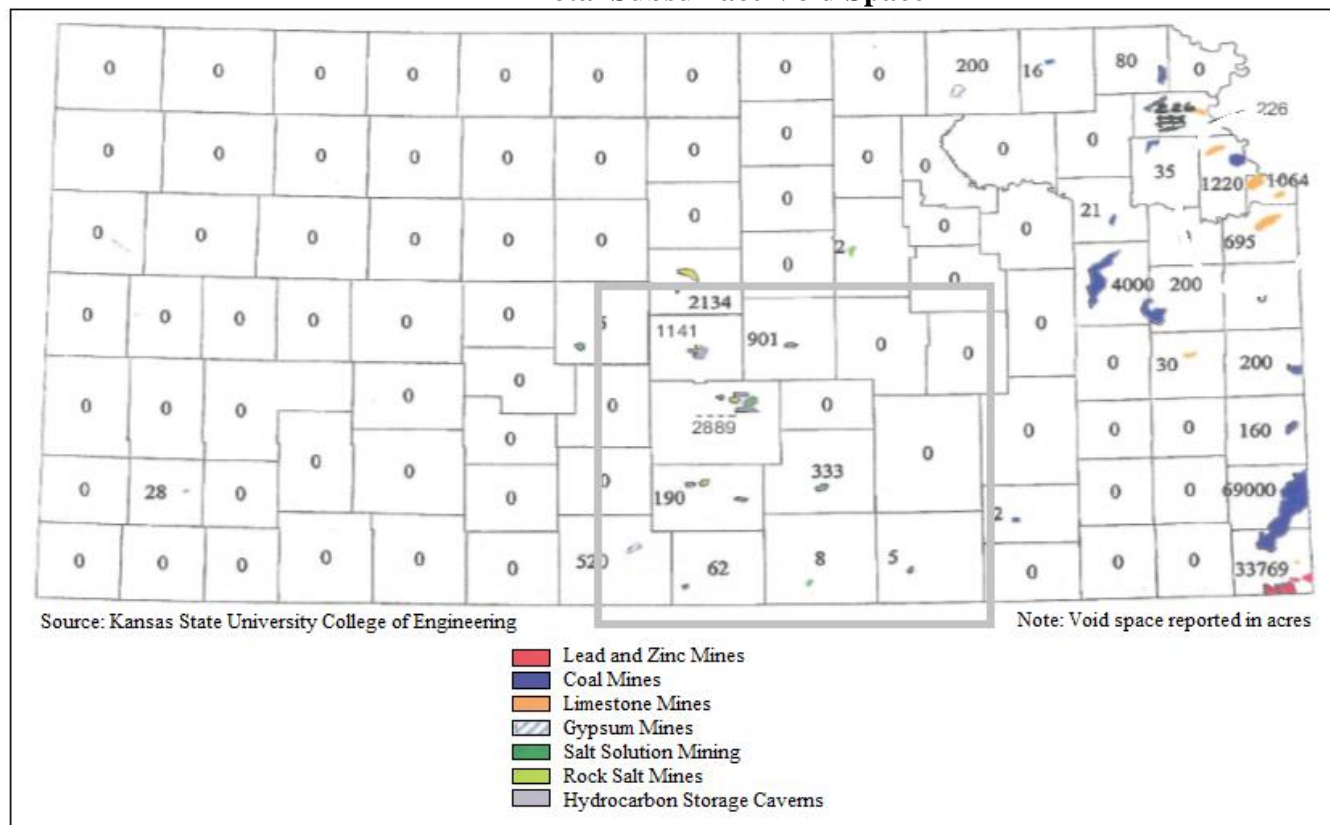 Total Subsurface Void Space
0 0 0 0 0 0 0 0 0 200 16 80 0
226 226
0 0 0 0 0 0 0 0 0 0 0 0 35 1220 1064
0 0 0 0 0 0 0 0 0 2 0 0 21 695
0 0 0 0 0 0 5 2134 0 0 4000 200
1141 901 0 0 0
0 0 0 0 0 0 0 30 200
2889 0
0 0 0 0 0 160
0 28 0 0 0 0 0 190 333 2 0 0 69000
0 0 0 0 0 0 520 62 8 5 0 0 0 33769
Source: Kansas State University College of Engineering
Note: Void space reported in acres
Lead and Zinc Mines
Coal Mines
Limestone Mines
Gypsum Mines
Salt Solution Mining
Rock Salt Mines
Hydrocarbon Storage Caverns